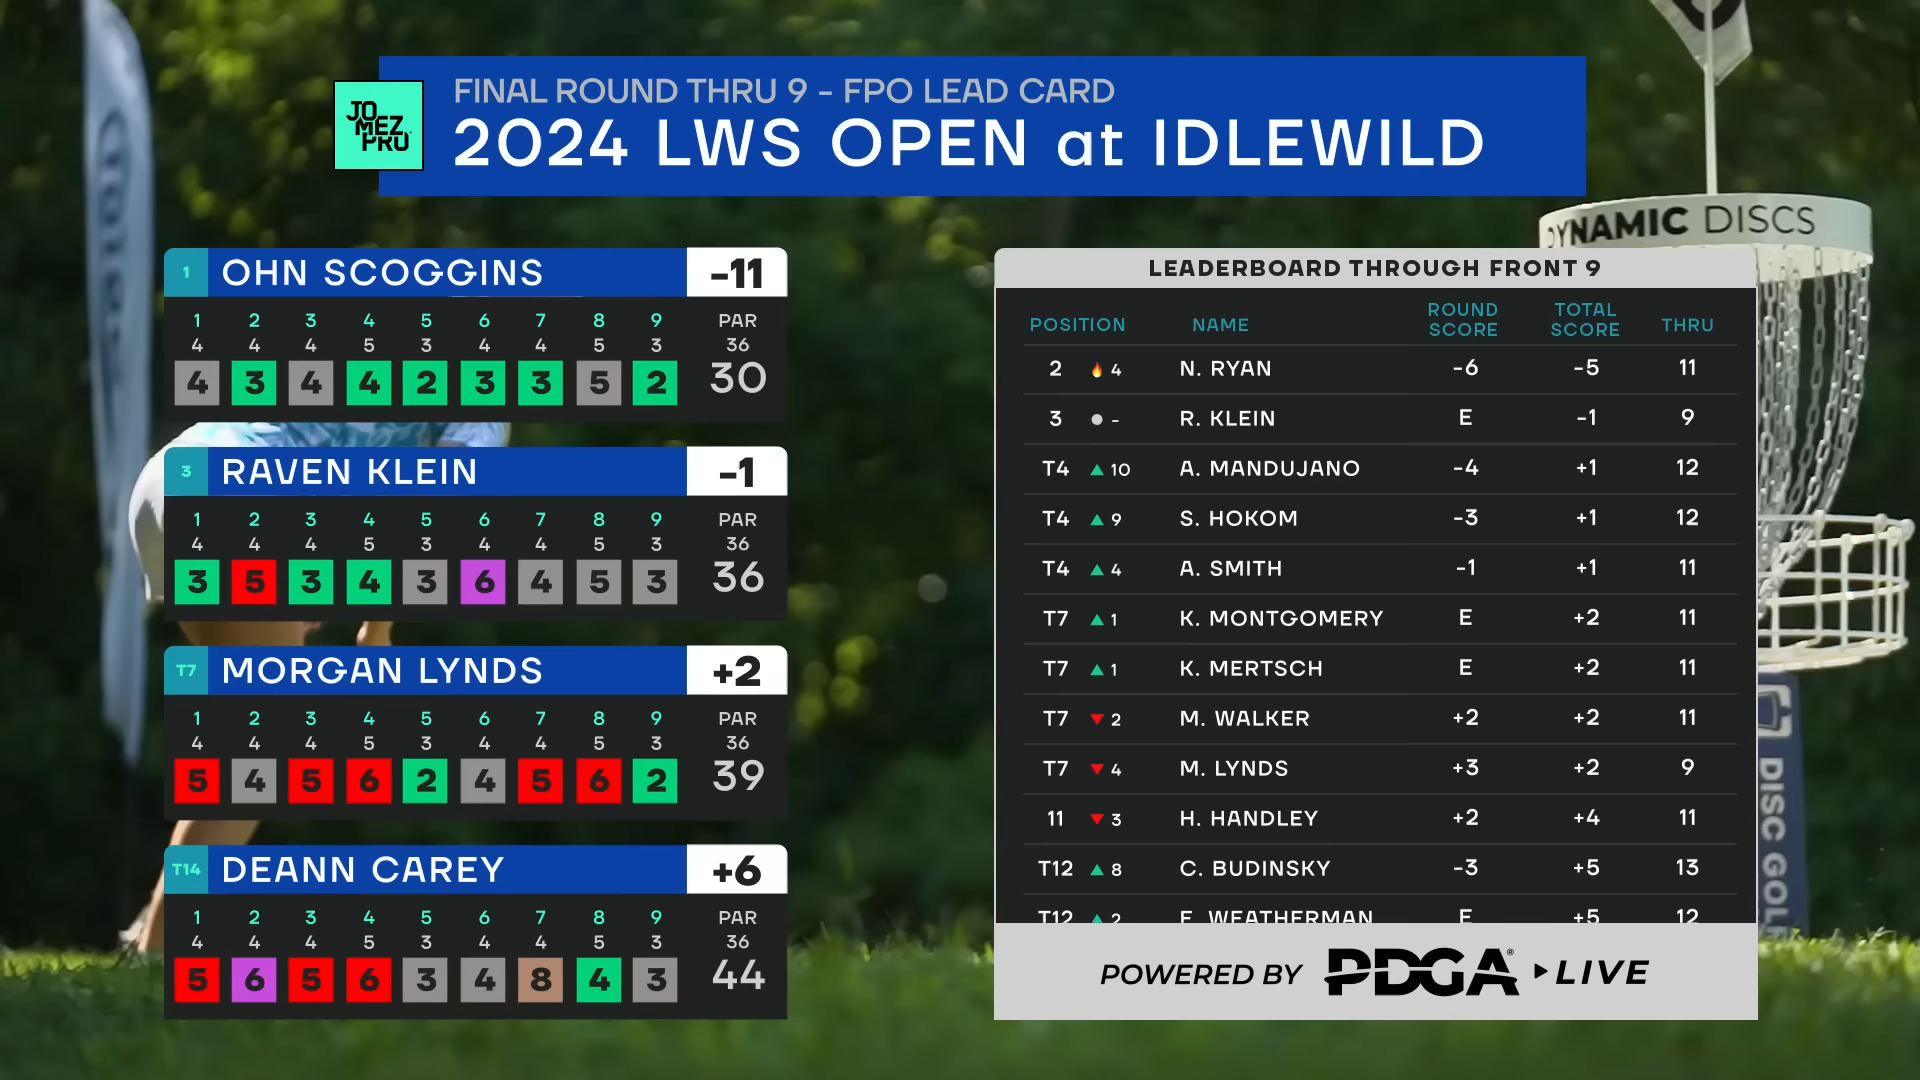 FINAL ROUND THRU 9 - FPO LEAD CARD
JOMEZPRO
2024 LWS OPEN at IDLEWILD
DYNAMIC DISCS
1 OHN SCOGGINS -11
1 2 3 4 5 6 7 8 9 PAR
4 4 4 5 3 4 4 5 3 36
4 3 4 4 2 3 3 5 2 30
3 RAVEN KLEIN -1
1 2 3 4 5 6 7 8 9 PAR
4 4 4 5 3 4 4 5 3 36
3 5 3 4 3 6 4 5 3 36
T7 MORGAN LYNDS +2
1 2 3 4 5 6 7 8 9 PAR
4 4 4 5 3 4 4 5 3 36
5 4 5 6 2 4 5 6 2 39
T14 DEANN CAREY +6
1 2 3 4 5 6 7 8 9 PAR
4 4 4 5 3 4 4 5 3 36
5 6 5 6 3 4 8 4 3 44
LEADERBOARD THROUGH FRONT 9
POSITION NAME ROUND SCORE TOTAL SCORE THRU
2 🔥 4 N. RYAN -6 -5 11
3 ● - R. KLEIN E -1 9
T4 ▲ 10 A. MANDUJANO -4 +1 12
T4 ▲ 9 S. HOKOM -3 +1 12
T4 ▲ 4 A. SMITH -1 +1 11
T7 ▲ 1 K. MONTGOMERY E +2 11
T7 ▲ 1 K. MERTSCH E +2 11
T7 ▼ 2 M. WALKER +2 +2 11
T7 ▼ 4 M. LYNDS +3 +2 9
11 ▼ 3 H. HANDLEY +2 +4 11
T12 ▲ 8 C. BUDINSKY -3 +5 13
T12 ▲ 2 E. WEATHERMAN E +5 12
POWERED BY PDGA® ▶LIVE
DISC GOLF